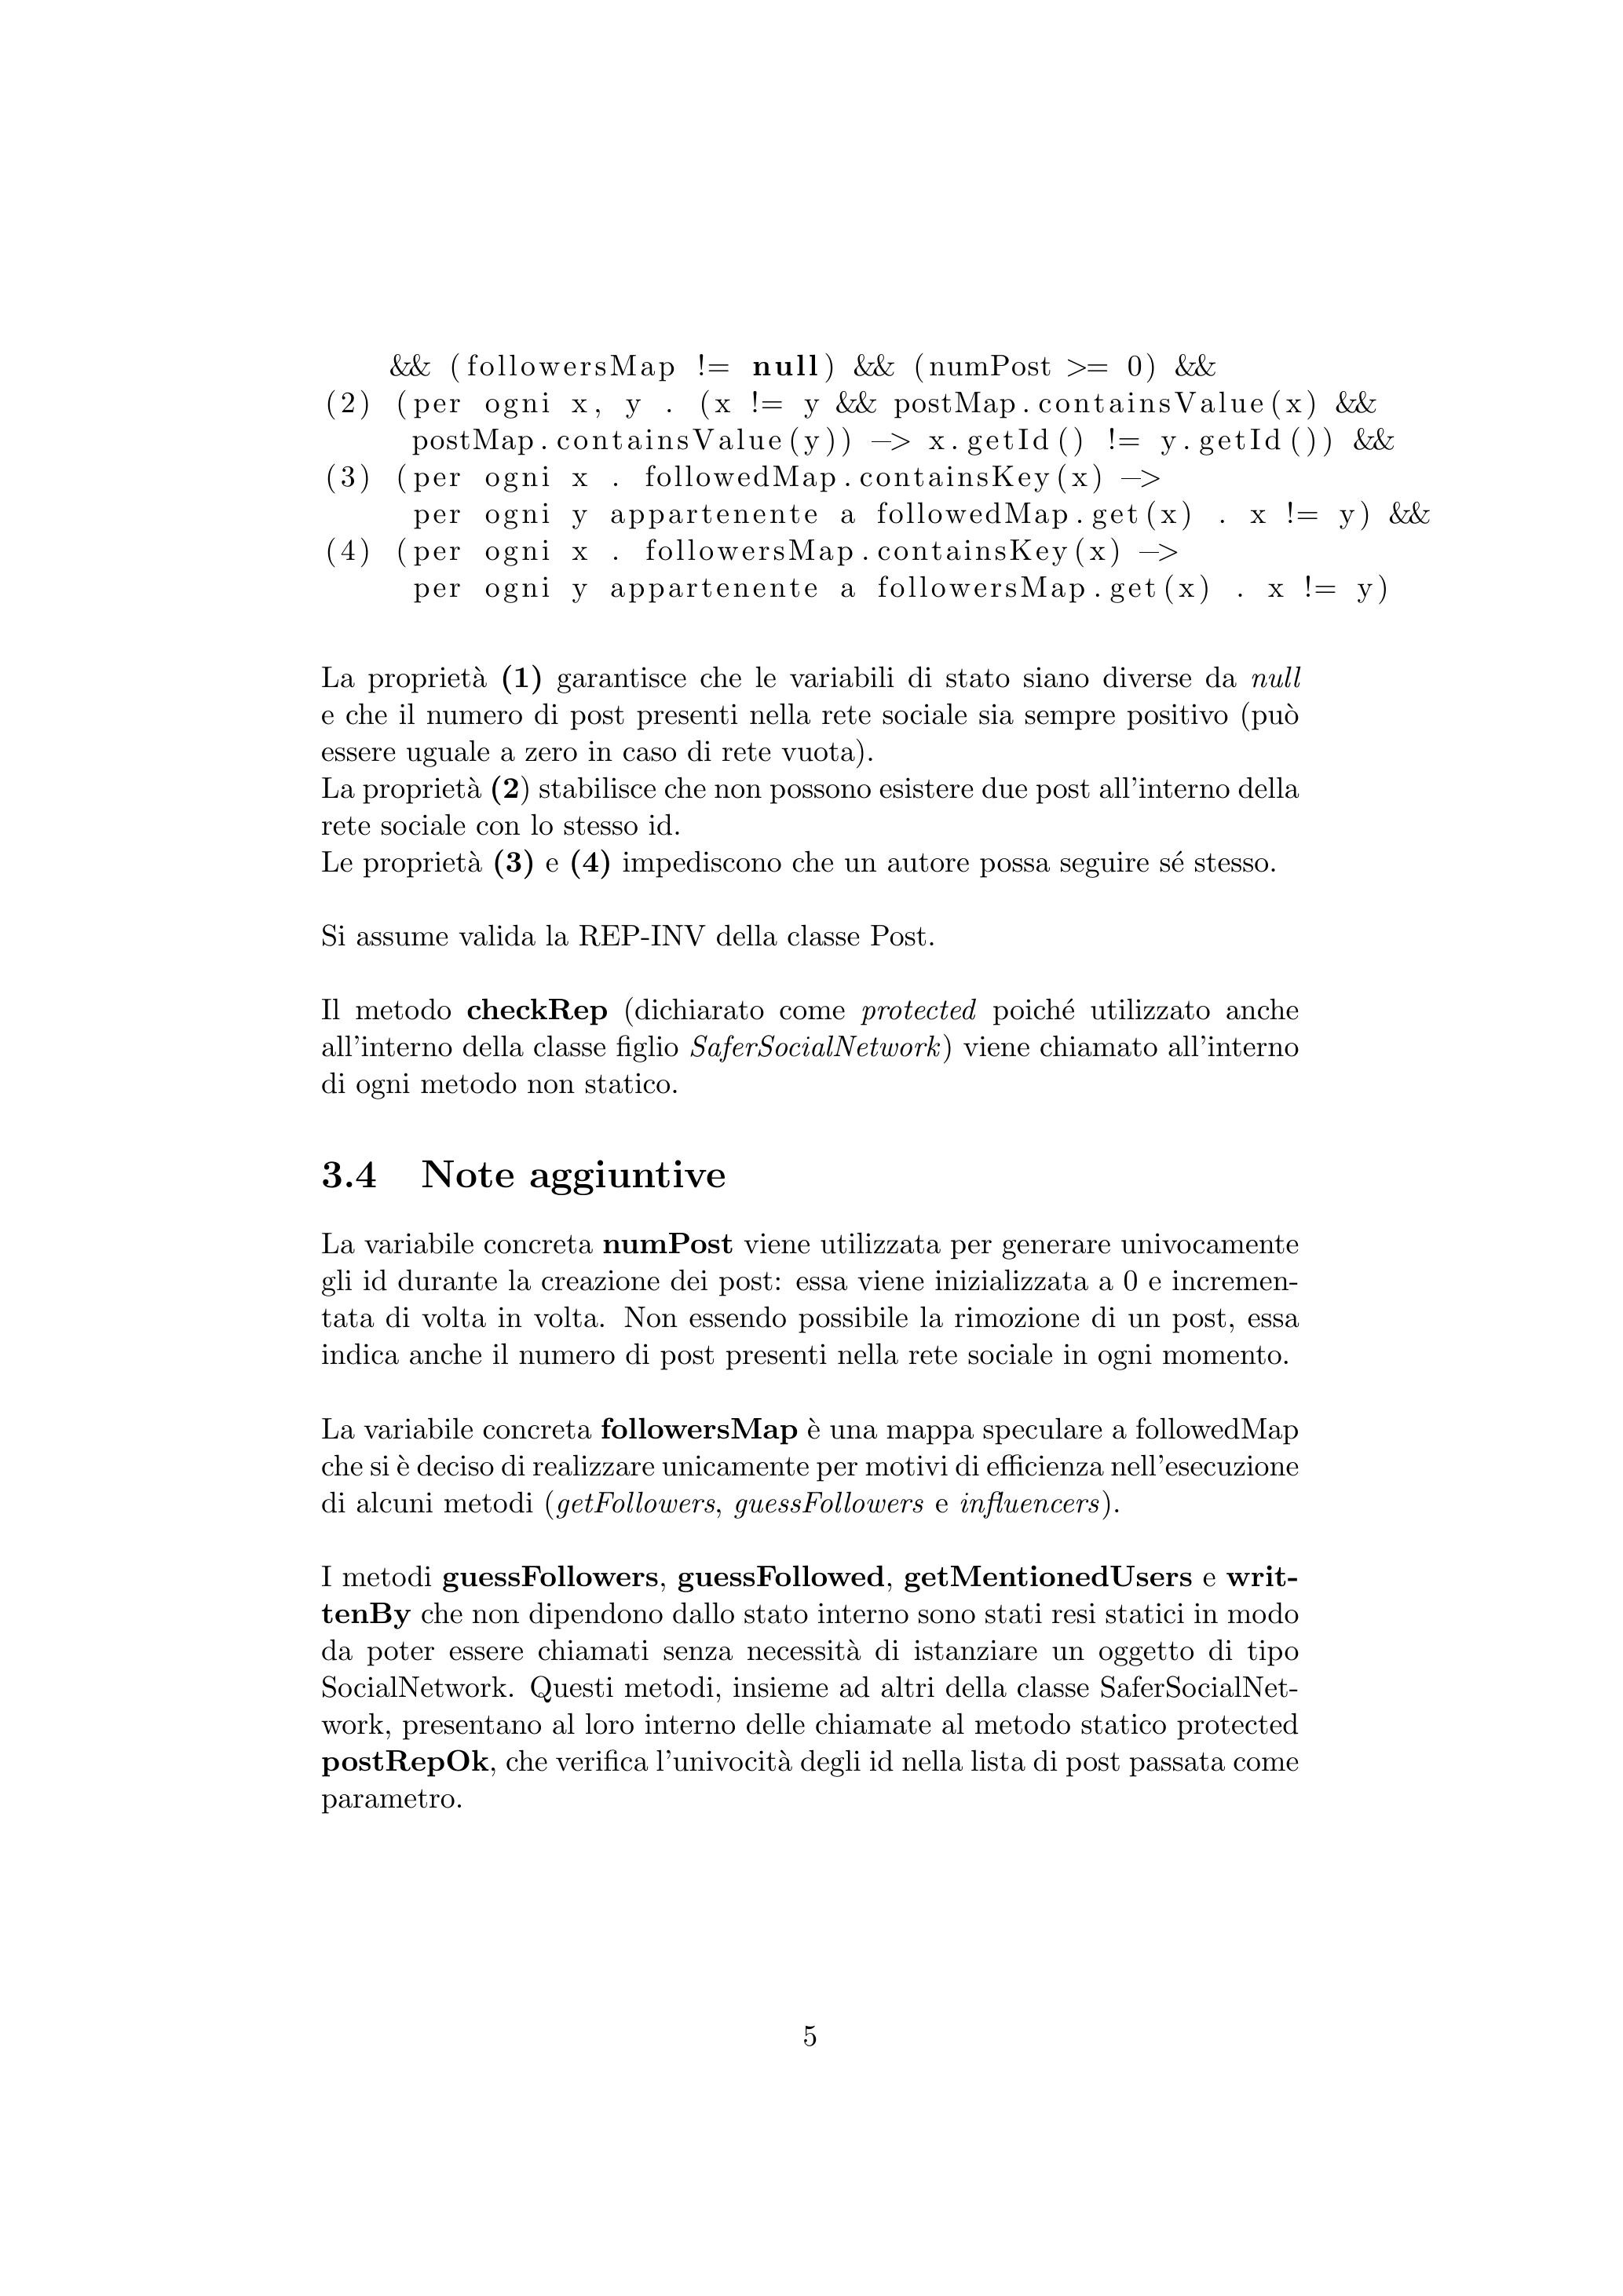 && (followersMap != null) && (numPost >= 0) &&
(2) (per ogni x, y . (x != y && postMap.containsValue(x) &&
postMap.containsValue(y)) —> x.getId() != y.getId()) &&
(3) (per ogni x . followedMap.containsKey(x) —>
per ogni y appartenente a followedMap.get(x) . x != y) &&
(4) (per ogni x . followersMap.containsKey(x) —>
per ogni y appartenente a followersMap.get(x) . x != y)
La proprietà (1) garantisce che le variabili di stato siano diverse da null
e che il numero di post presenti nella rete sociale sia sempre positivo (può
essere uguale a zero in caso di rete vuota).
La proprietà (2) stabilisce che non possono esistere due post all'interno della
rete sociale con lo stesso id.
Le proprietà (3) e (4) impediscono che un autore possa seguire sé stesso.
Si assume valida la REP-INV della classe Post.
Il metodo checkRep (dichiarato come protected poiché utilizzato anche
all'interno della classe figlio SaferSocialNetwork) viene chiamato all'interno
di ogni metodo non statico.
3.4 Note aggiuntive
La variabile concreta numPost viene utilizzata per generare univocamente
gli id durante la creazione dei post: essa viene inizializzata a 0 e incremen-
tata di volta in volta. Non essendo possibile la rimozione di un post, essa
indica anche il numero di post presenti nella rete sociale in ogni momento.
La variabile concreta followersMap è una mappa speculare a followedMap
che si è deciso di realizzare unicamente per motivi di efficienza nell'esecuzione
di alcuni metodi (getFollowers, guessFollowers e influencers).
I metodi guessFollowers, guessFollowed, getMentionedUsers e writ-
tenBy che non dipendono dallo stato interno sono stati resi statici in modo
da poter essere chiamati senza necessità di istanziare un oggetto di tipo
SocialNetwork. Questi metodi, insieme ad altri della classe SaferSocialNet-
work, presentano al loro interno delle chiamate al metodo statico protected
postRepOk, che verifica l'univocità degli id nella lista di post passata come
parametro.
5